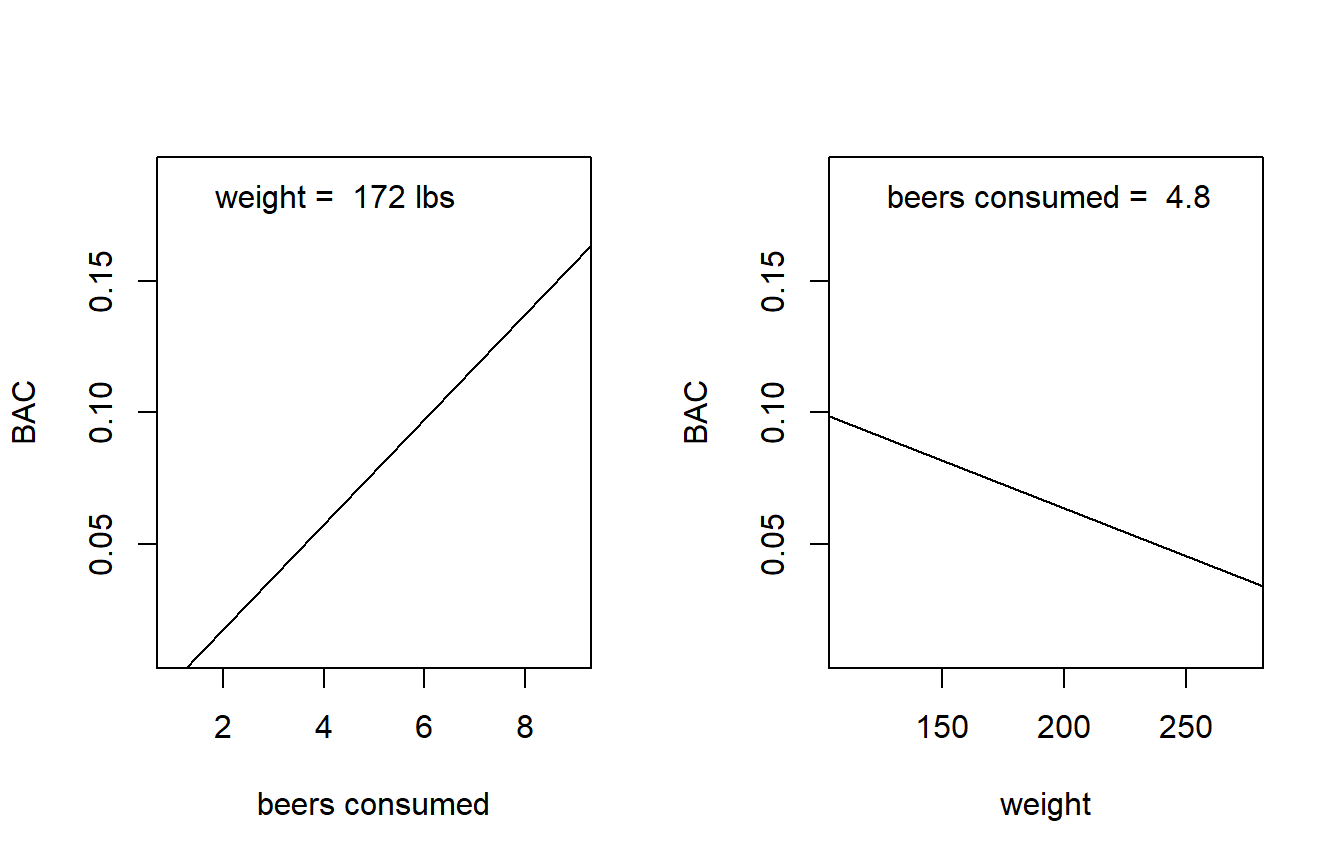 weight =  172 lbs
BAC
0.15
0.10
0.05
2 4 6 8
beers consumed
beers consumed =  4.8
BAC
0.15
0.10
0.05
150 200 250
weight